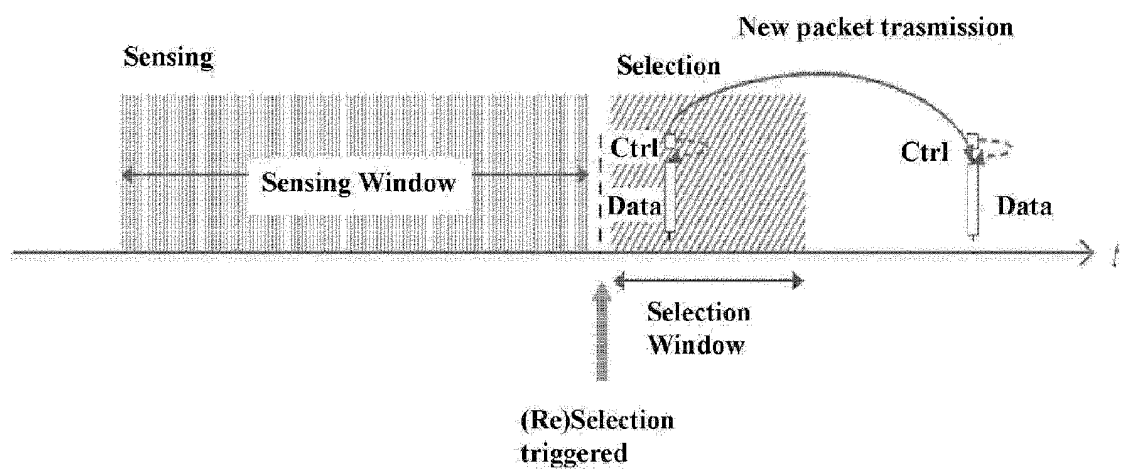 New packet trasmission
Sensing
Selection
Ctrl
Ctrl
Sensing Window
Data
Data
t
Selection
Window
(Re)Selection
triggered